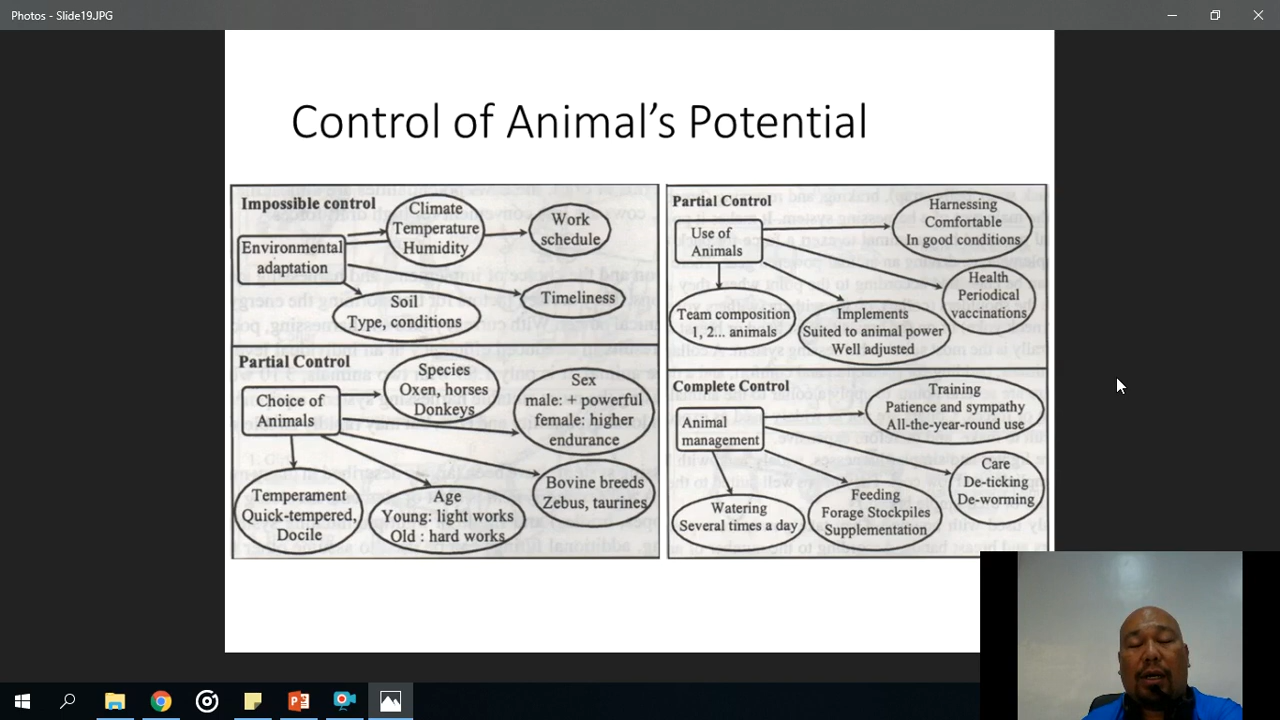 Photos - Slide19.JPG
Control of Animal's Potential
Impossible control
Environmental
adaptation
Climate
Temperature
Humidity
Work
schedule
Soil
Type, conditions
Timeliness
Partial Control
Choice of
Animals
Species
Oxen, horses
Donkeys
Sex
male: + powerful
female: higher
endurance
Temperament
Quick-tempered,
Docile
Age
Young: light works
Old : hard works
Bovine breeds
Zebus, taurines
Partial Control
Use of
Animals
Harnessing
Comfortable
In good conditions
Health
Periodical
vaccinations
Team composition
1, 2... animals
Implements
Suited to animal power
Well adjusted
Complete Control
Animal
management
Training
Patience and sympathy
All-the-year-round use
Care
De-ticking
De-worming
Watering
Several times a day
Feeding
Forage Stockpiles
Supplementation